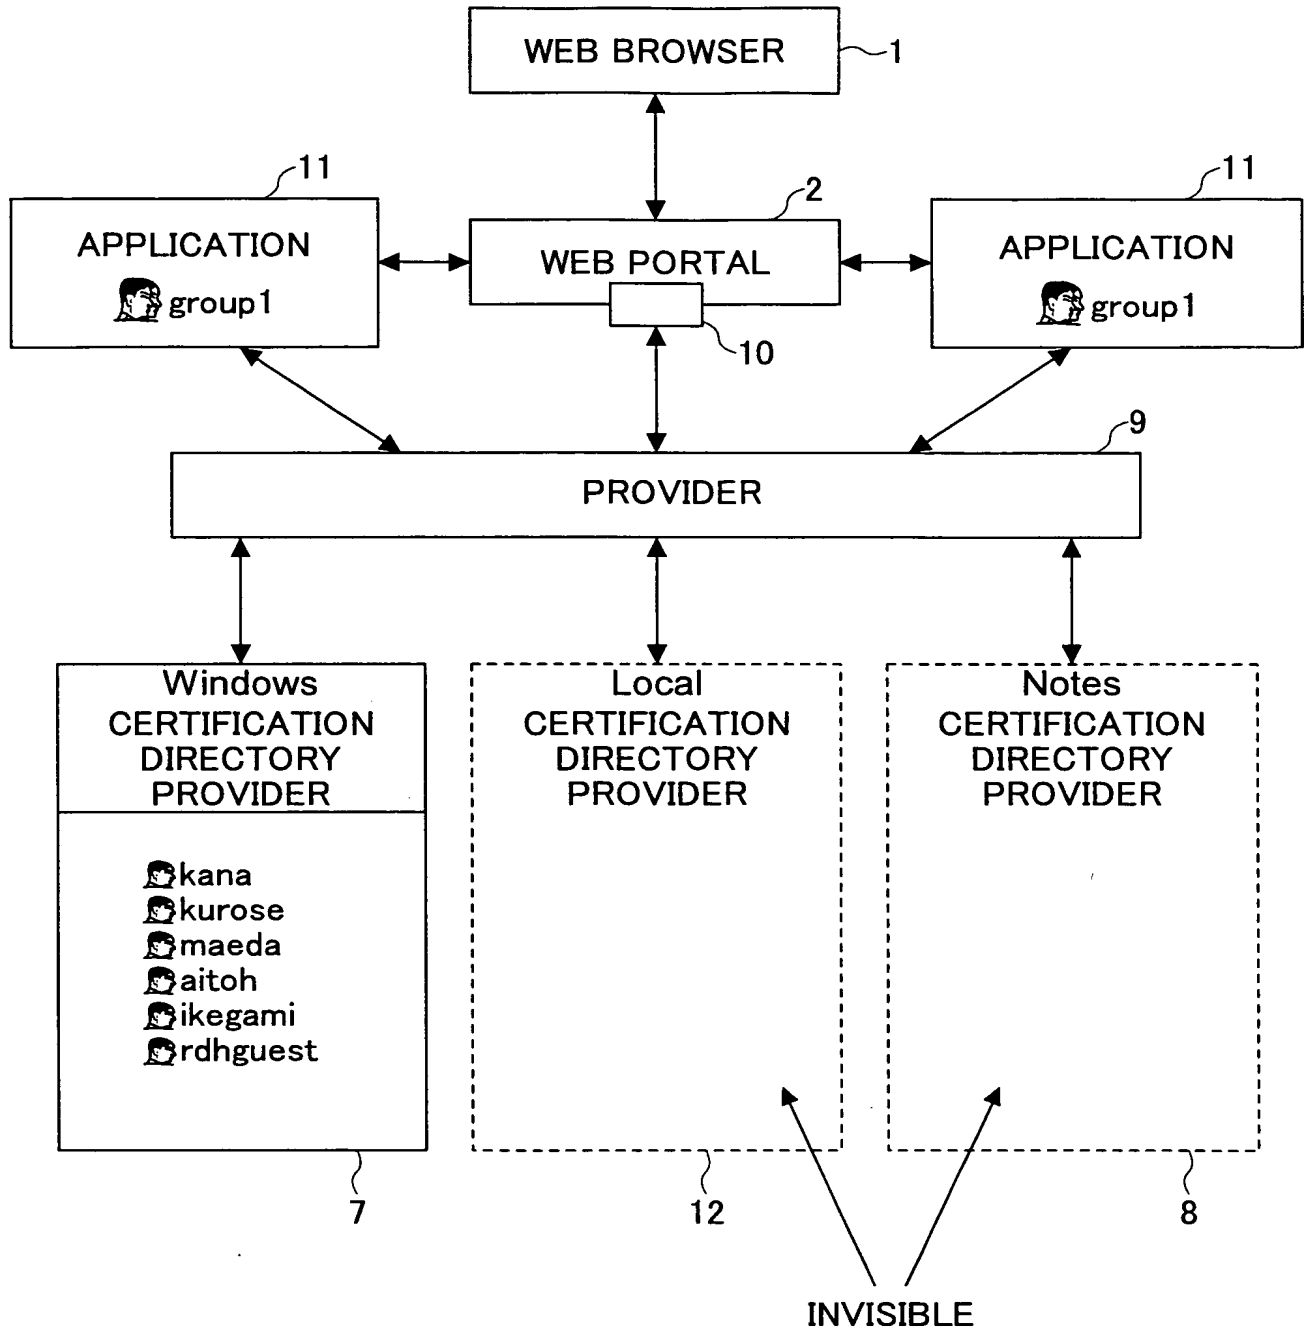 WEB BROWSER
1
11
2
11
APPLICATION
group1
WEB PORTAL
APPLICATION
group1
10
9
PROVIDER
Windows
CERTIFICATION
DIRECTORY
PROVIDER
Local
CERTIFICATION
DIRECTORY
PROVIDER
Notes
CERTIFICATION
DIRECTORY
PROVIDER
kana
kurose
maeda
aitoh
ikegami
rdhguest
7
12
8
INVISIBLE